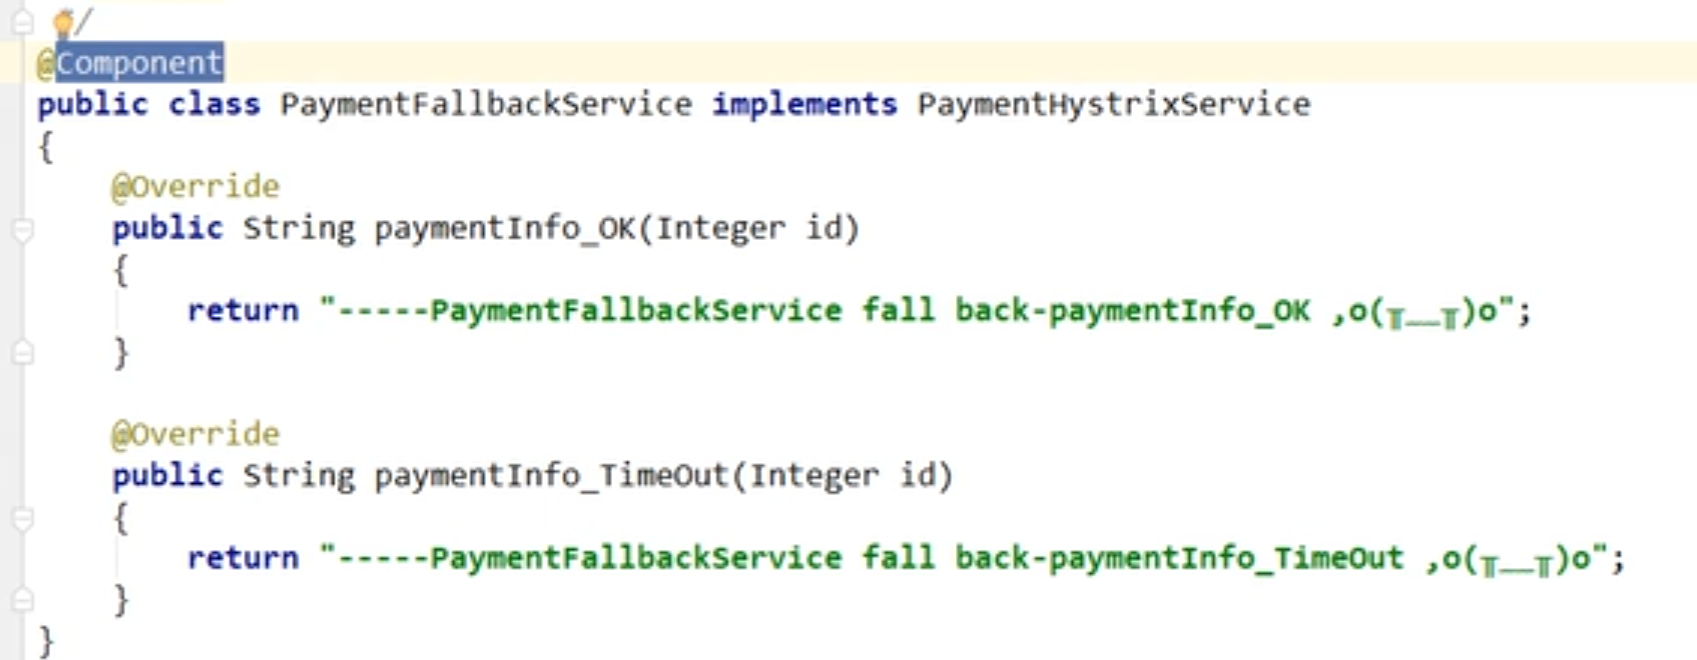 */
@Component
public class PaymentFallbackService implements PaymentHystrixService
{
    @Override
    public String paymentInfo_OK(Integer id)
    {
        return "-----PaymentFallbackService fall back-paymentInfo_OK ,o(╥﹏╥)o";
    }
    @Override
    public String paymentInfo_TimeOut(Integer id)
    {
        return "-----PaymentFallbackService fall back-paymentInfo_TimeOut ,o(╥﹏╥)o";
    }
}